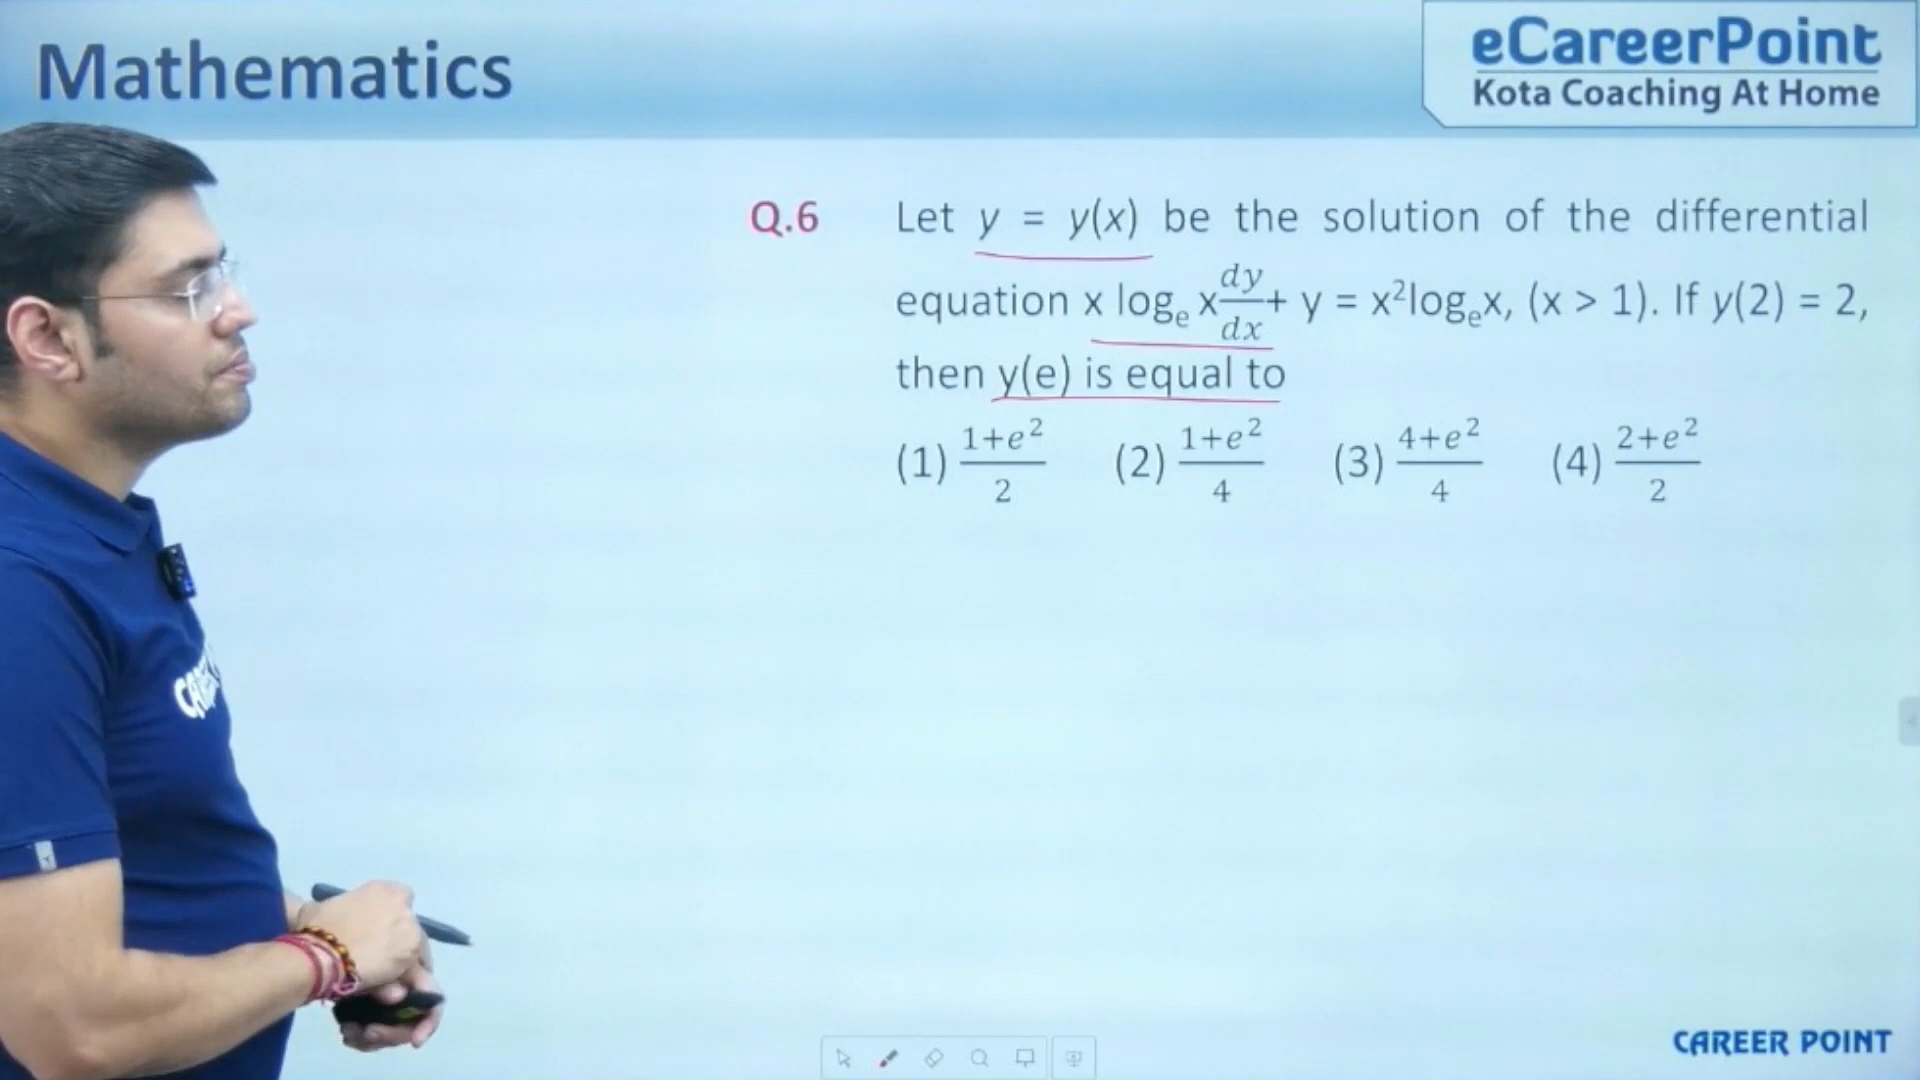 Mathematics
eCareerPoint
Kota Coaching At Home
Q.6 Let y = y(x) be the solution of the differential
equation x logₑ x dy/dx + y = x²logₑx, (x > 1). If y(2) = 2,
then y(e) is equal to
(1) 1+e²/2 (2) 1+e²/4 (3) 4+e²/4 (4) 2+e²/2
CAREER POINT